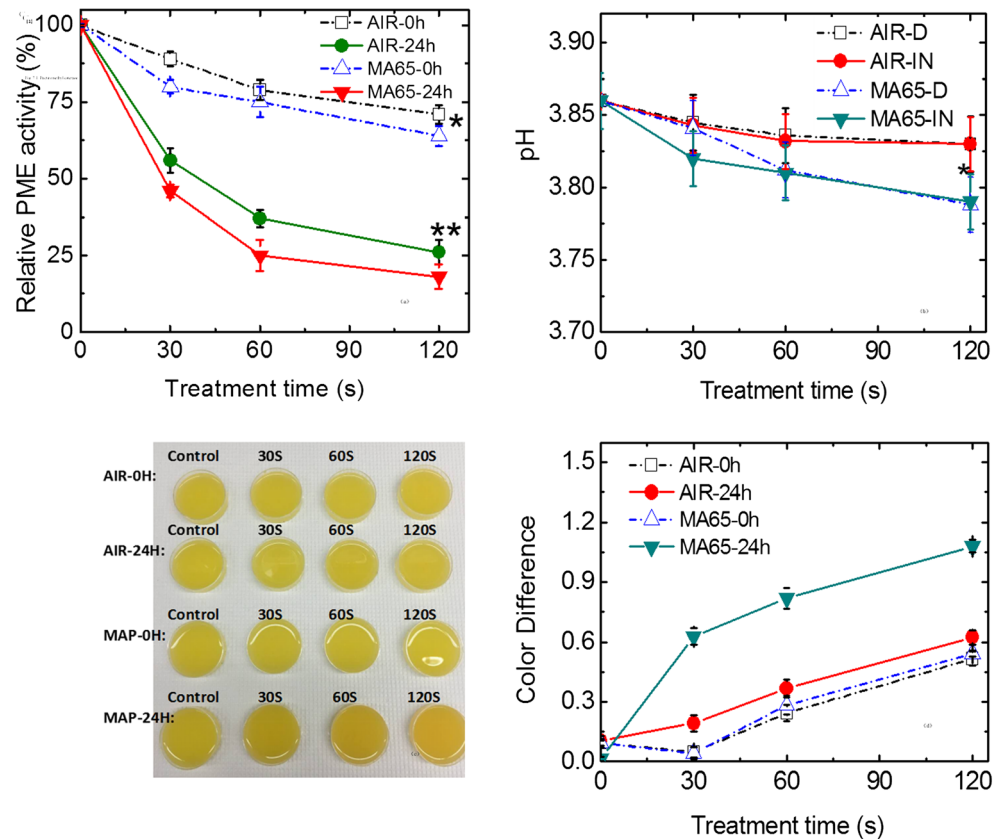 Relative PME activity (%)
100
75
50
25
0
AIR-0h
AIR-24h
MA65-0h
MA65-24h
*
**
(a)
0 30 60 90 120
Treatment time (s)
pH
3.90
3.85
3.80
3.75
3.70
AIR-D
AIR-IN
MA65-D
MA65-IN
*
(b)
0 30 60 90 120
Treatment time (s)
Control 30S 60S 120S
AIR-0H:
Control 30S 60S 120S
AIR-24H:
Control 30S 60S 120S
MAP-0H:
Control 30S 60S 120S
MAP-24H:
(c)
Color Difference
1.5
1.2
0.9
0.6
0.3
0.0
AIR-0h
AIR-24h
MA65-0h
MA65-24h
(d)
0 30 60 90 120
Treatment time (s)